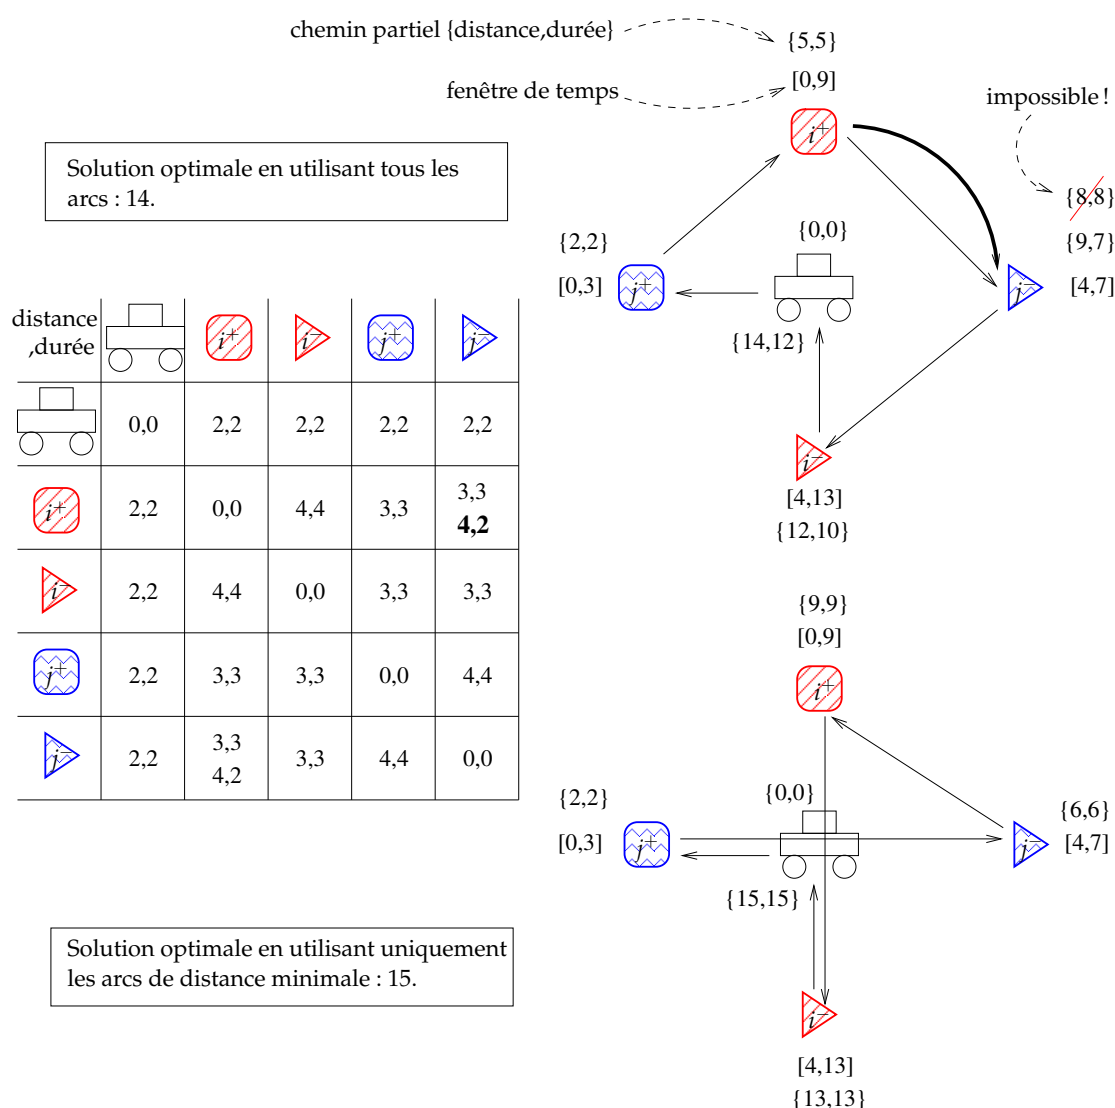 chemin partiel {distance,durée}
{5,5}
fenêtre de temps
[0,9]
impossible !
i+
{8,8}
Solution optimale en utilisant tous les
arcs : 14.
{2,2}
{0,0}
{9,7}
[0,3]
j+
j−
[4,7]
{14,12}
i−
[4,13]
{12,10}
distance
,durée
i+
i−
j+
j−
0,0 2,2 2,2 2,2 2,2
i+ 2,2 0,0 4,4 3,3 3,3
4,2
i− 2,2 4,4 0,0 3,3 3,3
j+ 2,2 3,3 3,3 0,0 4,4
j− 2,2 3,3 3,3 4,4 0,0
4,2
{9,9}
[0,9]
i+
{2,2}
{0,0}
{6,6}
[0,3]
j+
j−
[4,7]
{15,15}
Solution optimale en utilisant uniquement
les arcs de distance minimale : 15.
i−
[4,13]
{13,13}